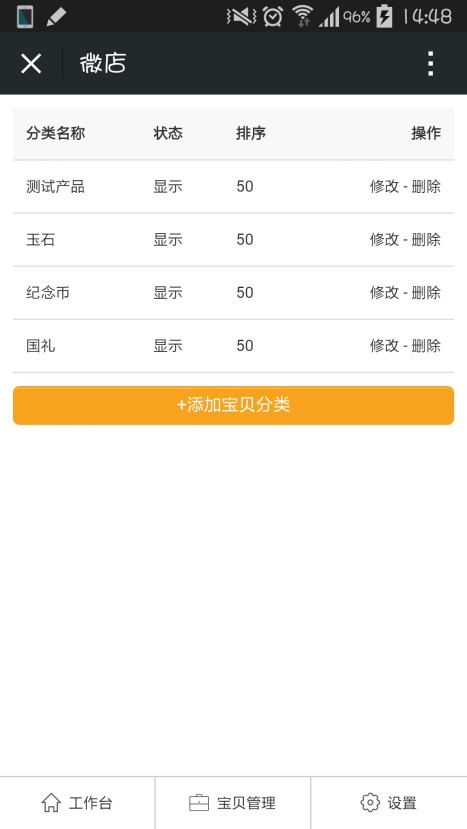 96% 14:48
微店
分类名称 状态 排序 操作
测试产品 显示 50 修改 - 删除
玉石 显示 50 修改 - 删除
纪念币 显示 50 修改 - 删除
国礼 显示 50 修改 - 删除
+添加宝贝分类
工作台 宝贝管理 设置